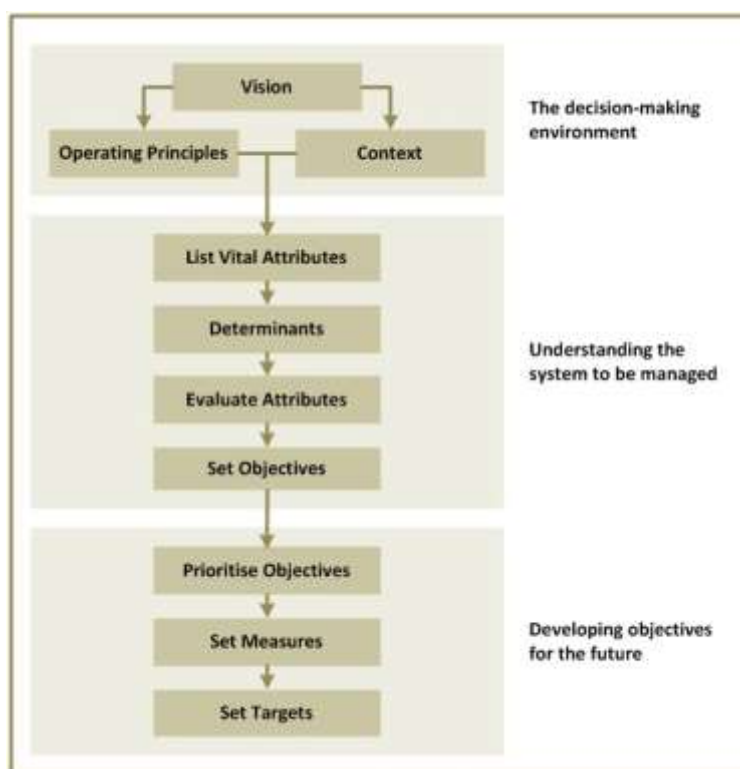 Vision
The decision-making
environment
Operating Principles
Context
List Vital Attributes
Determinants
Understanding the
system to be managed
Evaluate Attributes
Set Objectives
Prioritise Objectives
Set Measures
Developing objectives
for the future
Set Targets